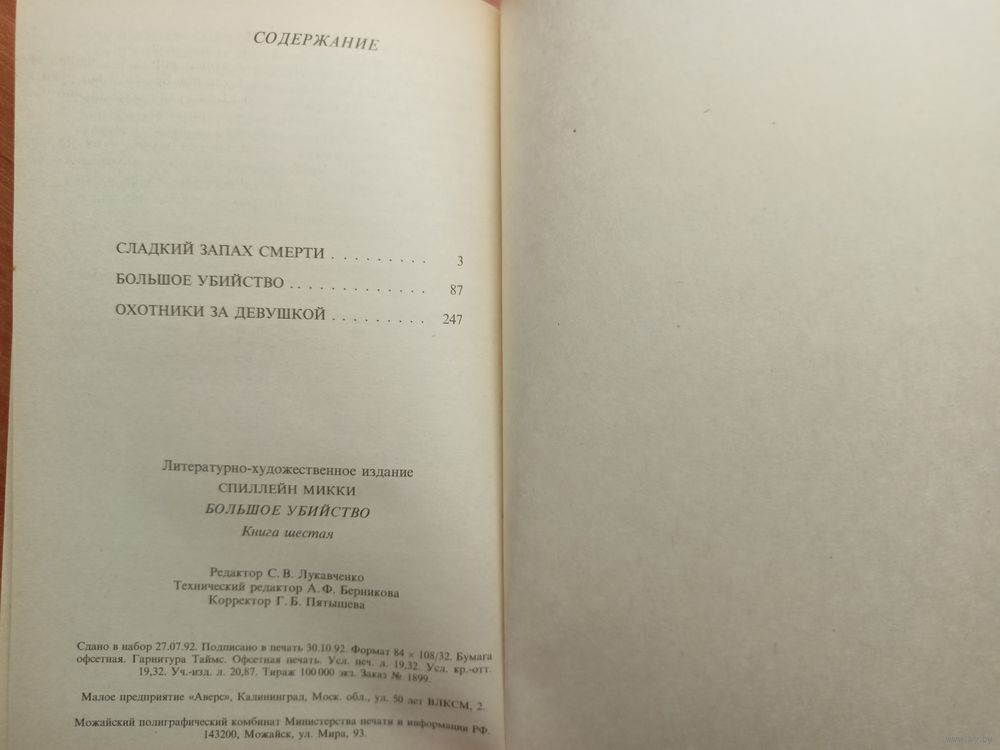 СОДЕРЖАНИЕ
СЛАДКИЙ ЗАПАХ СМЕРТИ . . . . . . . . . 3
БОЛЬШОЕ УБИЙСТВО . . . . . . . . . . . . . 87
ОХОТНИКИ ЗА ДЕВУШКОЙ . . . . . . . . . 247
Литературно-художественное издание
СПИЛЛЕЙН МИККИ
БОЛЬШОЕ УБИЙСТВО
Книга шестая
Редактор С. В. Лукавченко
Технический редактор А. Ф. Берникова
Корректор Г. Б. Пятышева
Сдано в набор 27.07.92. Подписано в печать 30.10.92. Формат 84 × 108/32. Бумага
офсетная. Гарнитура Таймс. Офсетная печать. Усл. печ. л. 19,32. Усл. кр.-отт.
19,32. Уч.-изд. л. 20,87. Тираж 100 000 экз. Заказ № 1899.
Малое предприятие «Аверс», Калининград, Моск. обл., ул. 50 лет ВЛКСМ, 2.
Можайский полиграфический комбинат Министерства печати и информации РФ.
143200, Можайск, ул. Мира, 93.